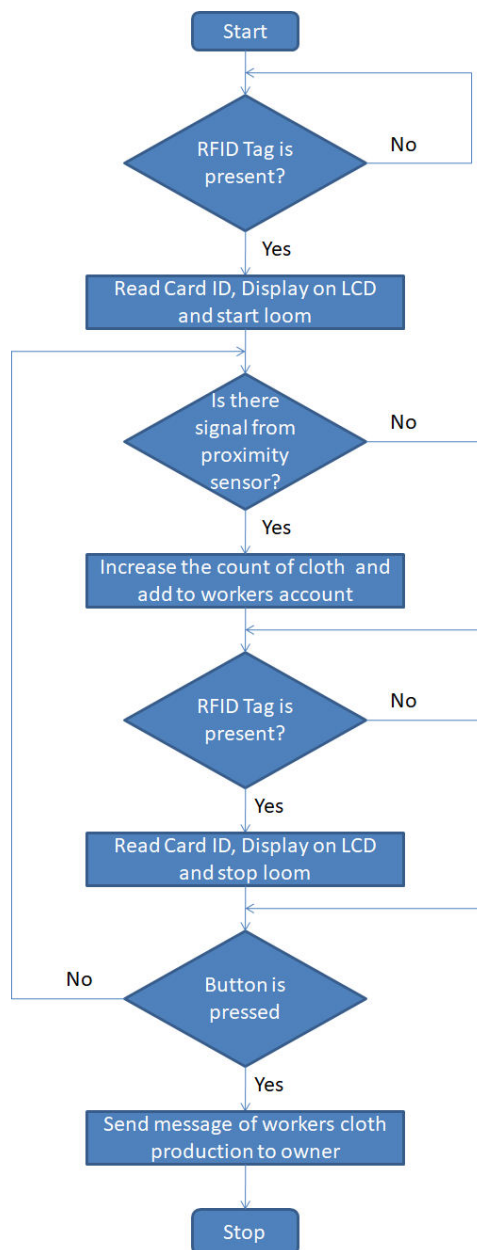 Start
RFID Tag is
present?
No
Yes
Read Card ID, Display on LCD
and start loom
Is there
signal from
proximity
sensor?
No
Yes
Increase the count of cloth and
add to workers account
RFID Tag is
present?
No
Yes
Read Card ID, Display on LCD
and stop loom
No
Button is
pressed
Yes
Send message of workers cloth
production to owner
Stop